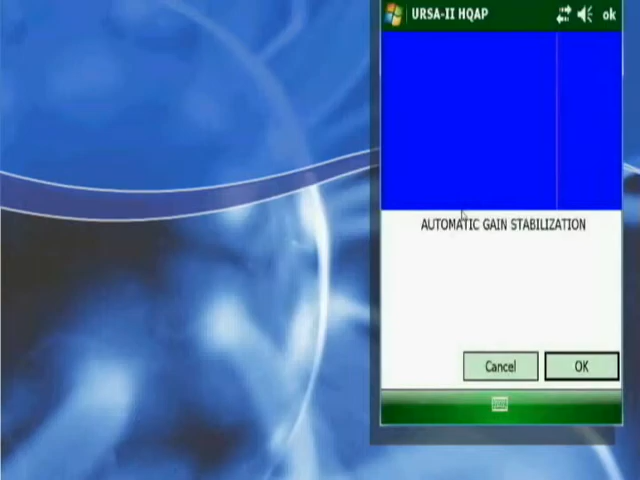 URSA-II HQAP
ok
AUTOMATIC GAIN STABILIZATION
Cancel
OK